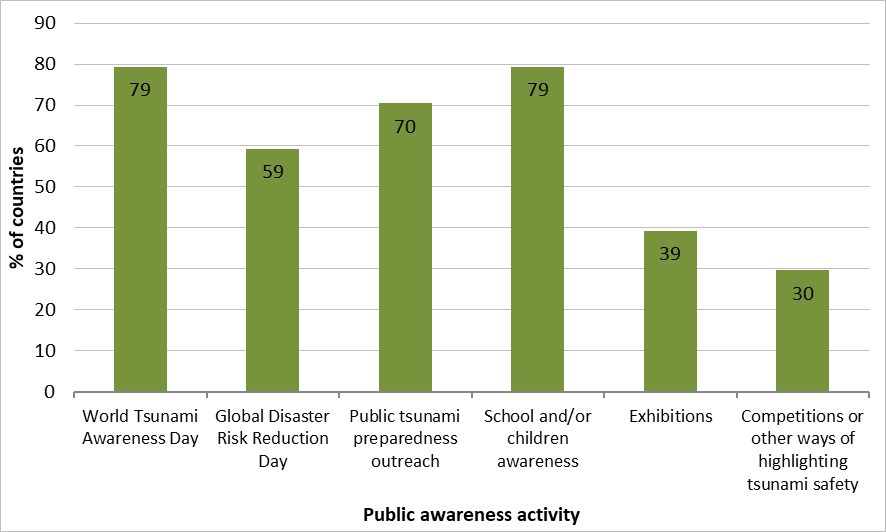 90
80
70
60
50
40
30
20
10
0
% of countries
79
59
70
79
39
30
World Tsunami
Awareness Day
Global Disaster
Risk Reduction
Day
Public tsunami
preparedness
outreach
School and/or
children
awareness
Exhibitions
Competitions or
other ways of
highlighting
tsunami safety
Public awareness activity